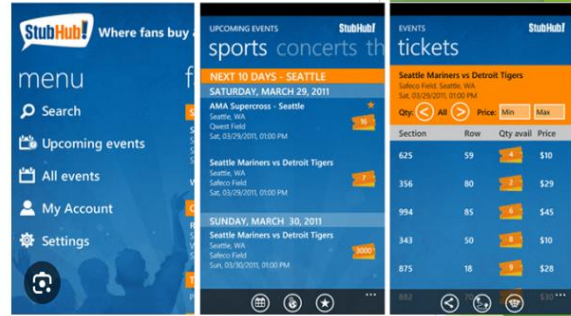 StubHub! Where fans buy
menu
Search
Upcoming events
All events
My Account
Settings
UPCOMING EVENTS StubHub!
sports concerts th
NEXT 10 DAYS - SEATTLE
SATURDAY, MARCH 29, 2011
AMA Supercross - Seattle
Seattle, WA
Qwest Field
Sat, 03/29/2011, 01:00 PM
16
Seattle Mariners vs Detroit Tigers
Seattle, WA
Safeco Field
Sat, 03/29/2011, 01:00 PM
7
SUNDAY, MARCH 30, 2011
Seattle Mariners vs Detroit Tigers
Seattle, WA
Safeco Field
Sun, 03/30/2011, 01:00 PM
3000
EVENTS StubHub!
tickets
Seattle Mariners vs Detroit Tigers
Safeco Field, Seattle, WA
Sat, 03/29/2011, 01:00 PM
Qty: < All > Price: Min Max
Section Row Qty avail Price
625 59 4 $10
356 80 2 $29
994 85 6 $45
343 50 8 $10
875 18 9 $28
882 $30